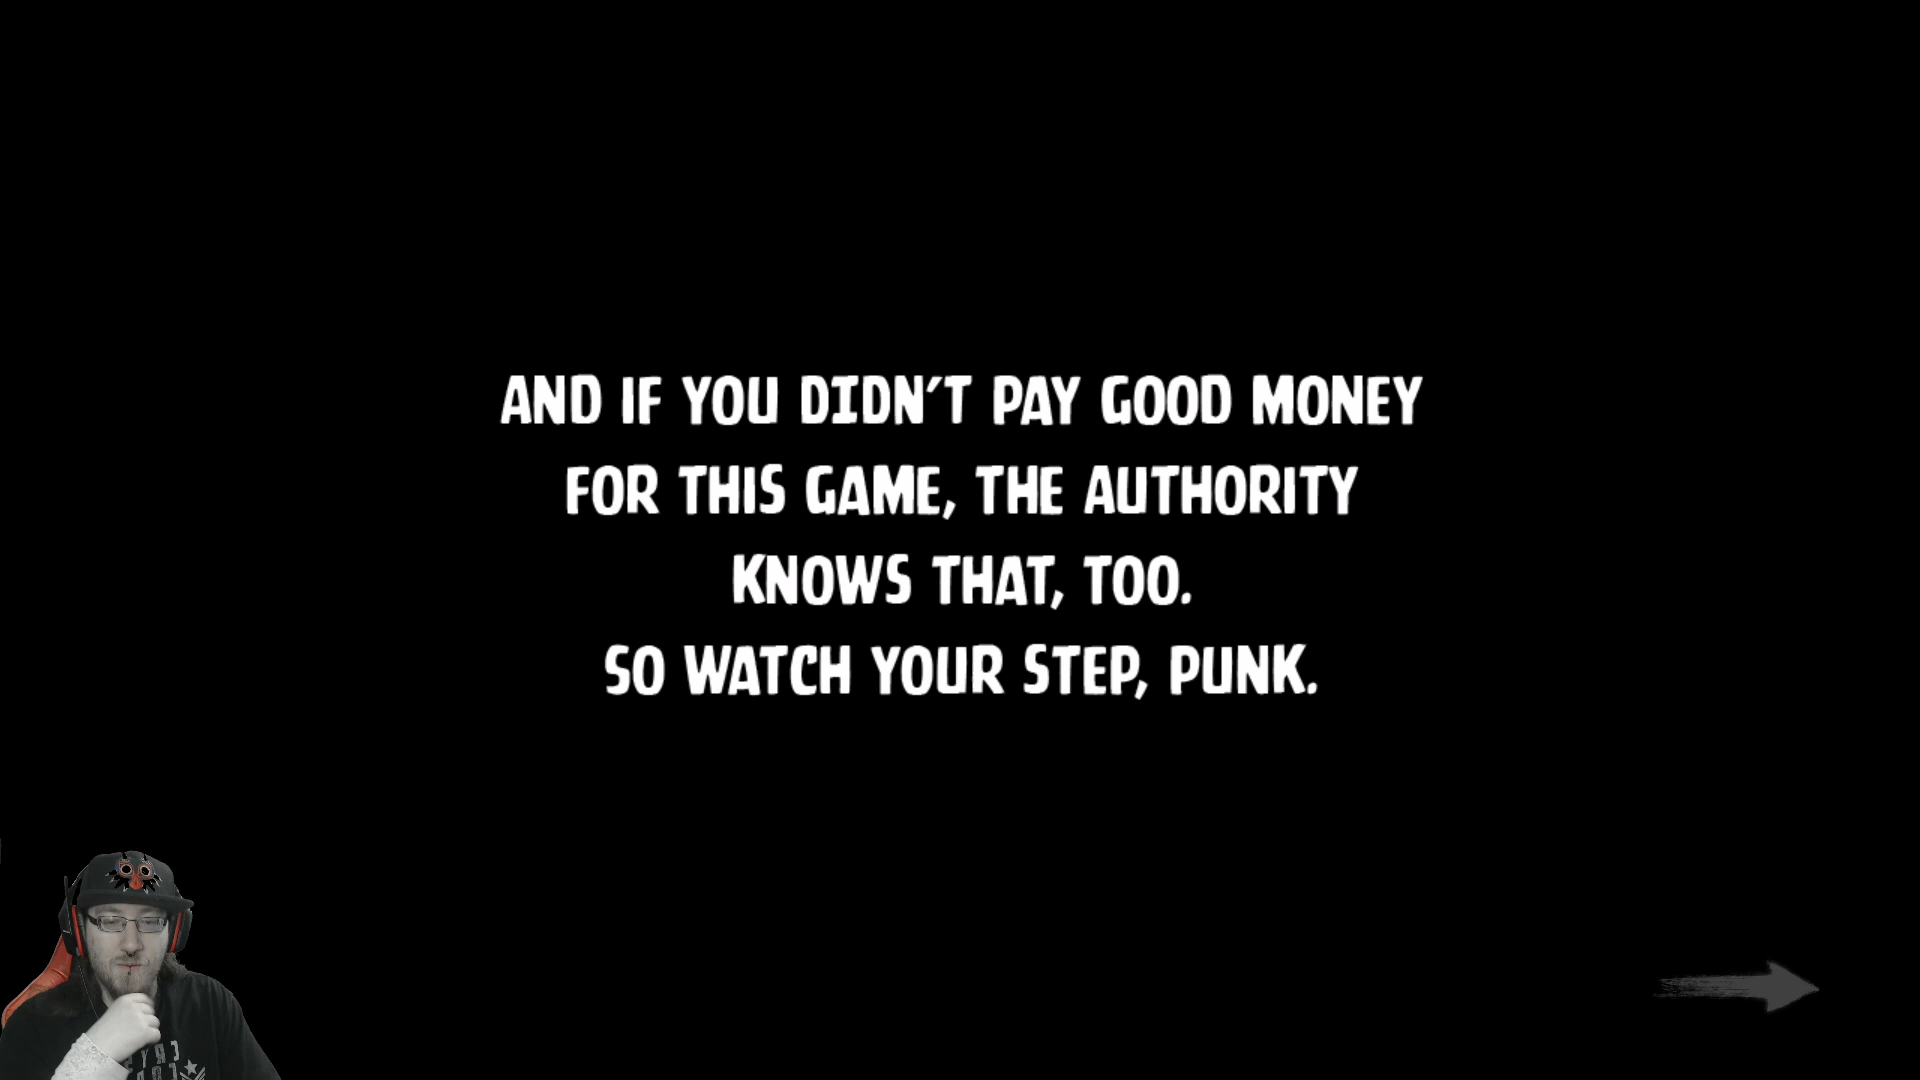 AND IF YOU DIDN'T PAY GOOD MONEY
FOR THIS GAME, THE AUTHORITY
KNOWS THAT, TOO.
SO WATCH YOUR STEP, PUNK.